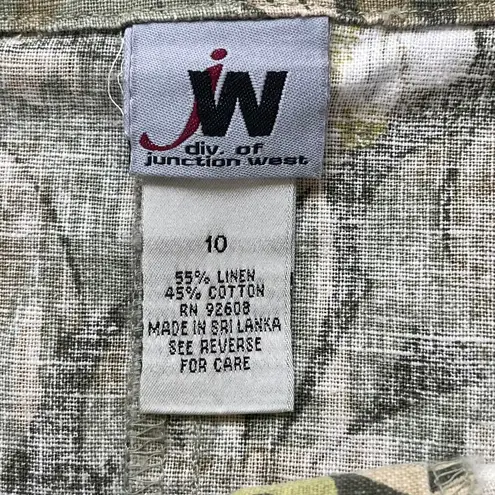 jW
div. of
junction west
10
55% LINEN
45% COTTON
RN 92608
MADE IN SRI LANKA
SEE REVERSE
FOR CARE